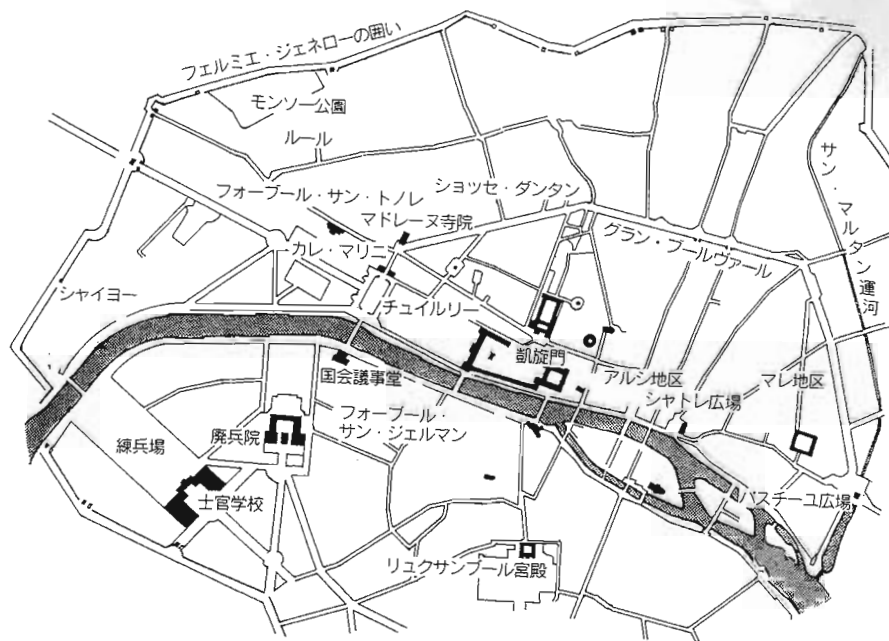 フェルミエ・ジェネローの囲い
モンソー公園
ルール
サン・マルタン運河
フォーブール・サン・トノレ
ショッセ・ダンタン
マドレーヌ寺院
グラン・ブールヴァール
カレ・マリニ
シャイヨー
チュイルリー
凱旋門
国会議事堂
アルシ地区
マレ地区
シャトレ広場
フォーブール・
サン・ジェルマン
廃兵院
練兵場
士官学校
バスチーユ広場
リュクサンブール宮殿